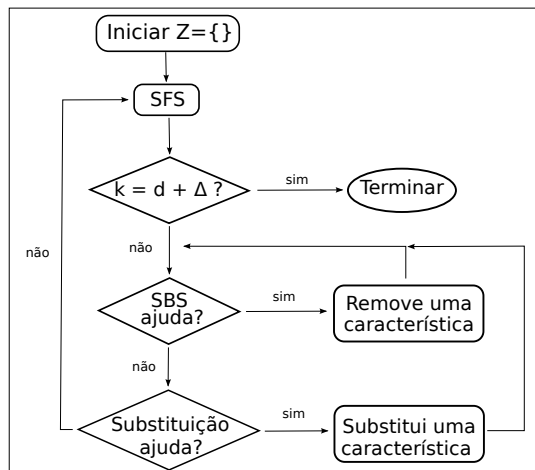 Iniciar Z={}
SFS
k = d + Δ ?
sim
Terminar
não
não
SBS
ajuda?
sim
Remove uma
característica
não
Substituição
ajuda?
sim
Substitui uma
característica